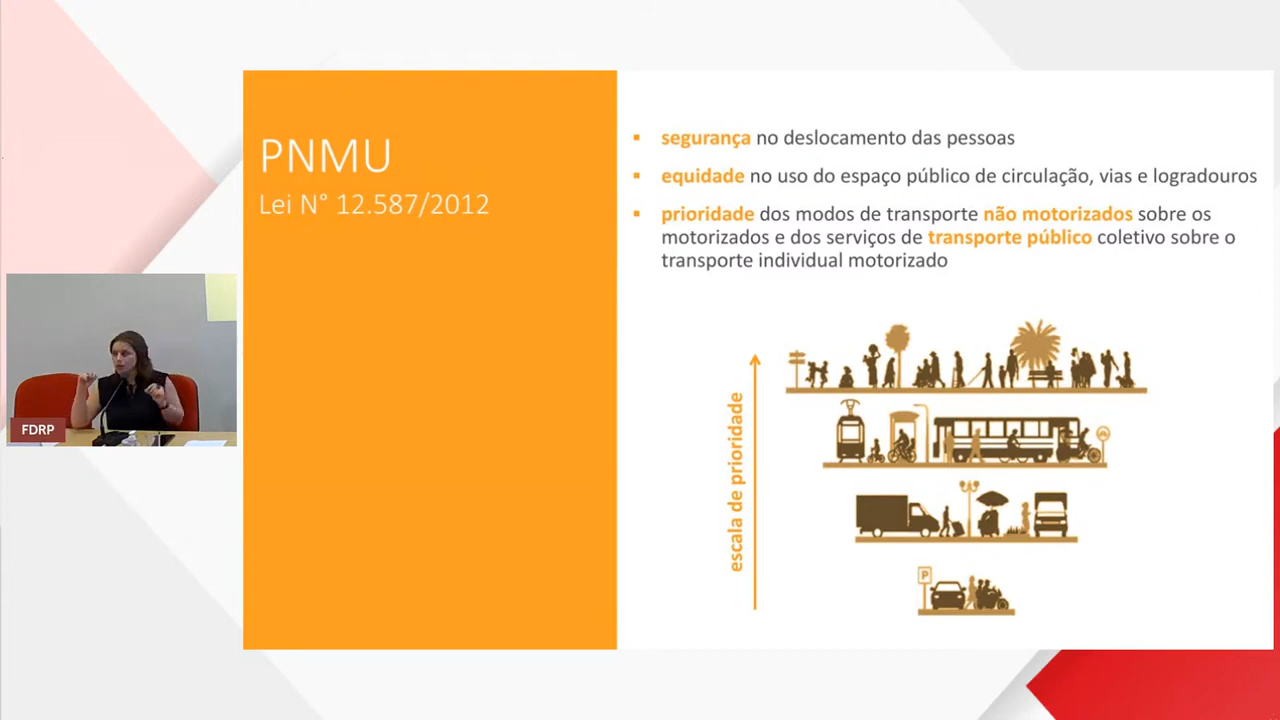 PNMU
Lei N° 12.587/2012
▪ segurança no deslocamento das pessoas
▪ equidade no uso do espaço público de circulação, vias e logradouros
▪ prioridade dos modos de transporte não motorizados sobre os
motorizados e dos serviços de transporte público coletivo sobre o
transporte individual motorizado
escala de prioridade
P
FDRP